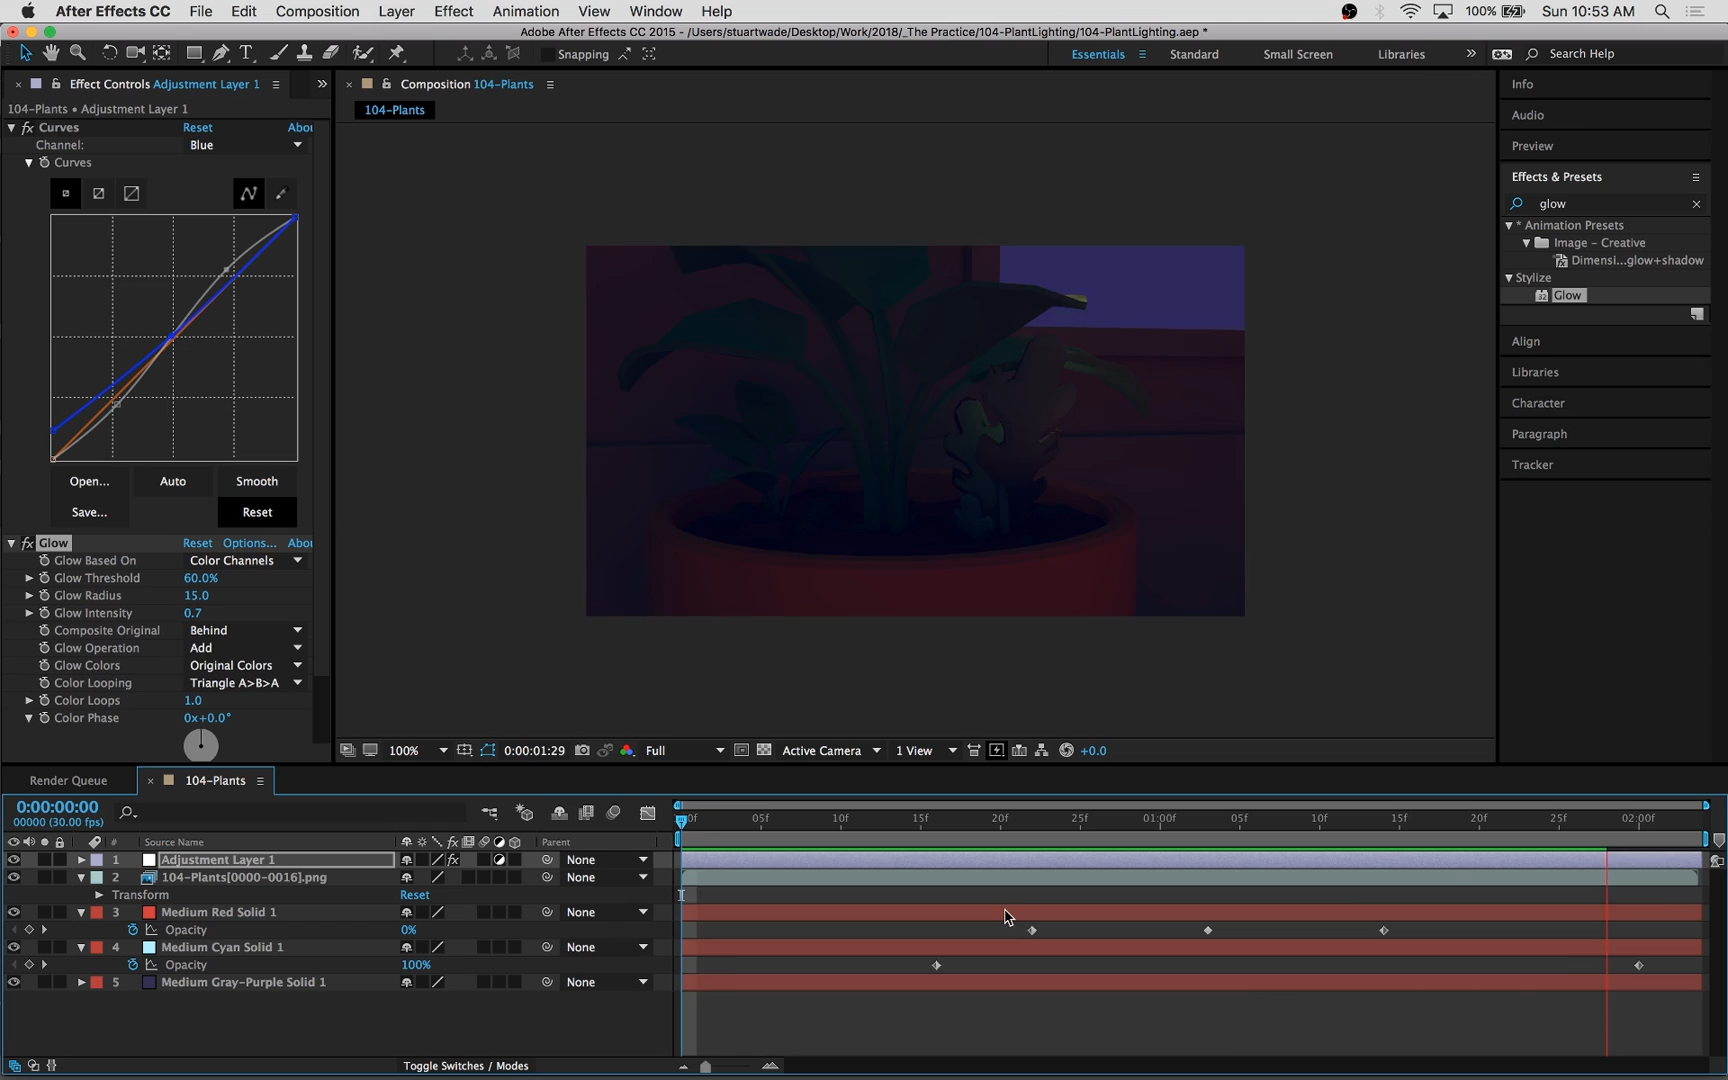 After Effects CC File Edit Composition Layer Effect Animation View Window Help 100% Sun 10:53 AM
Adobe After Effects CC 2015 - /Users/stuartwade/Desktop/Work/2018/_The Practice/104-PlantLighting/104-PlantLighting.aep *
Snapping Essentials Standard Small Screen Libraries Search Help
Effect Controls Adjustment Layer 1
104-Plants • Adjustment Layer 1
fx Curves Reset Abou
Channel: Blue
Curves
Open... Auto Smooth
Save... Reset
fx Glow Reset Options... Abou
Glow Based On Color Channels
Glow Threshold 60.0%
Glow Radius 15.0
Glow Intensity 0.7
Composite Original Behind
Glow Operation Add
Glow Colors Original Colors
Color Looping Triangle A>B>A
Color Loops 1.0
Color Phase 0x+0.0°
Composition 104-Plants
104-Plants
100% 0:00:01:29 Full Active Camera 1 View +0.0
Info
Audio
Preview
Effects & Presets
glow
* Animation Presets
Image - Creative
Dimensi...glow+shadow
Stylize
32 Glow
Align
Libraries
Character
Paragraph
Tracker
Render Queue 104-Plants
0:00:00:00
00000 (30.00 fps)
00f 05f 10f 15f 20f 25f 01:00f 05f 10f 15f 20f 25f 02:00f
# Source Name fx Parent
1 Adjustment Layer 1 fx None
2 104-Plants[0000-0016].png None
Transform Reset
3 Medium Red Solid 1 None
Opacity 0%
4 Medium Cyan Solid 1 None
Opacity 100%
5 Medium Gray-Purple Solid 1 None
Toggle Switches / Modes